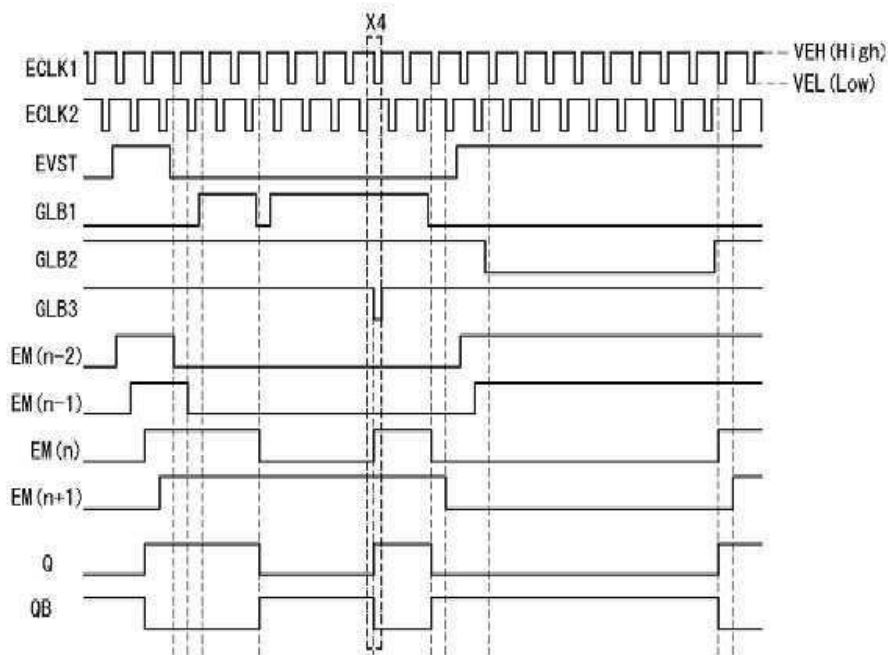 X4
ECLK1
VEH(High)
VEL(Low)
ECLK2
EVST
GLB1
GLB2
GLB3
EM(n-2)
EM(n-1)
EM(n)
EM(n+1)
Q
QB